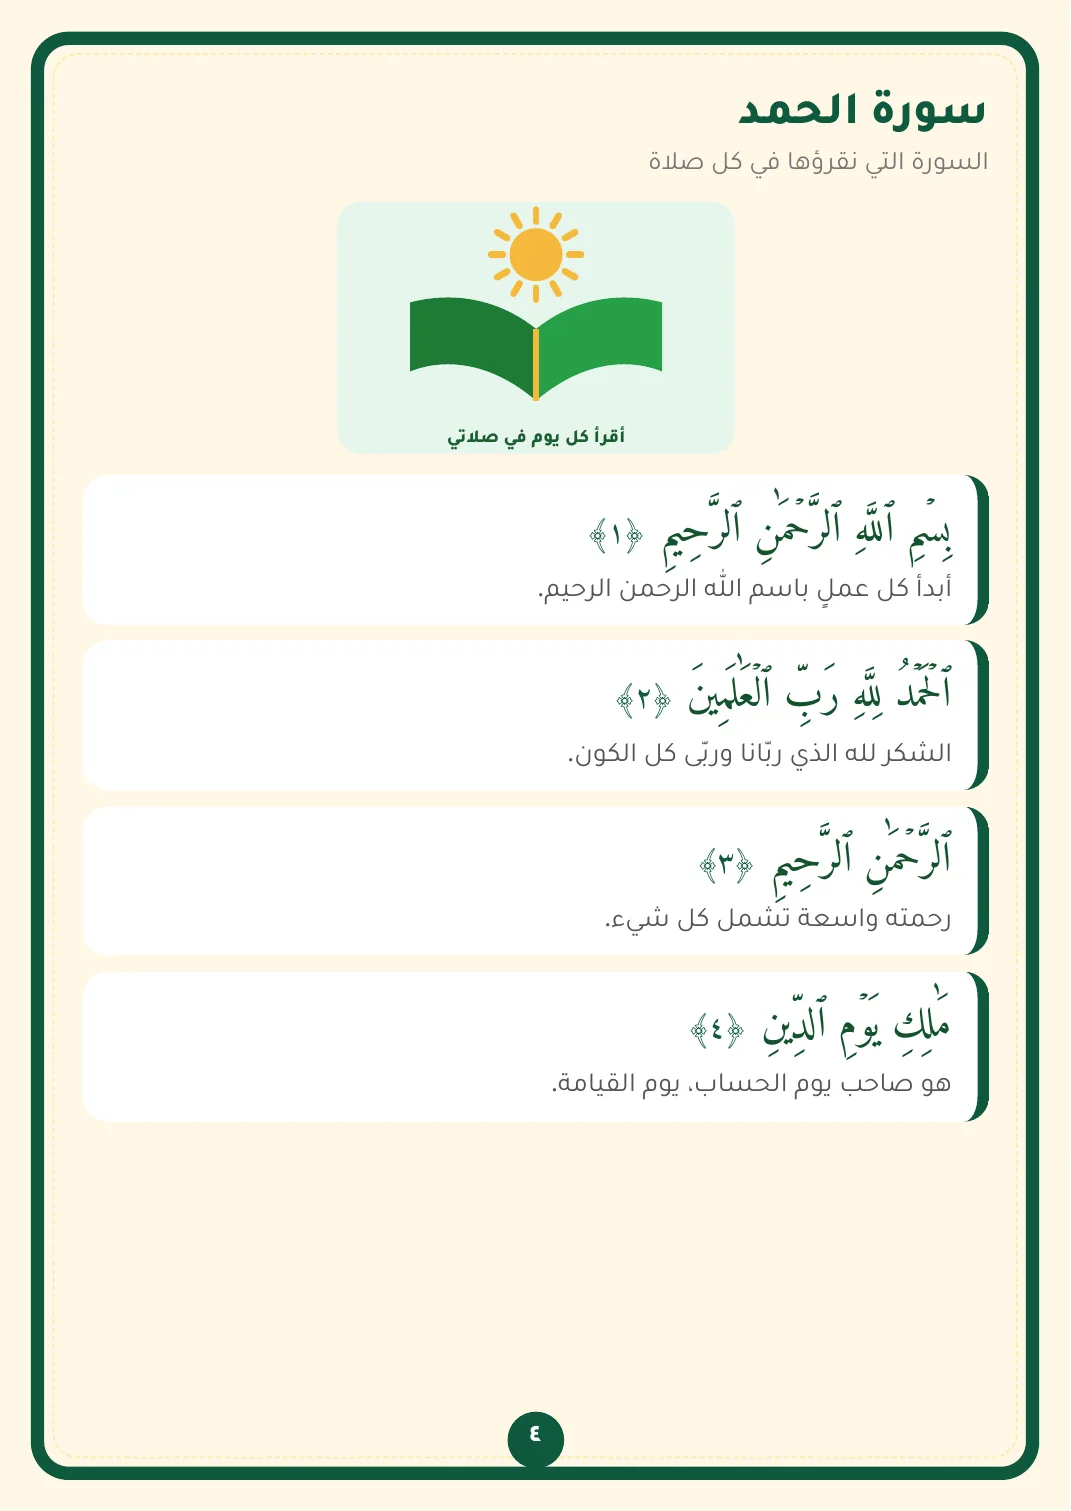 سورة الحمد
السورة التي نقرؤها في كل صلاة
أقرأ كل يوم في صلاتي
بِسۡمِ ٱللَّهِ ٱلرَّحۡمَٰنِ ٱلرَّحِيمِ ﴿١﴾
أبدأ كل عملٍ باسم الله الرحمن الرحيم.
ٱلۡحَمۡدُ لِلَّهِ رَبِّ ٱلۡعَٰلَمِينَ ﴿٢﴾
الشكر لله الذي ربّانا وربّى كل الكون.
ٱلرَّحۡمَٰنِ ٱلرَّحِيمِ ﴿٣﴾
رحمته واسعة تشمل كل شيء.
مَٰلِكِ يَوۡمِ ٱلدِّينِ ﴿٤﴾
هو صاحب يوم الحساب، يوم القيامة.
٤